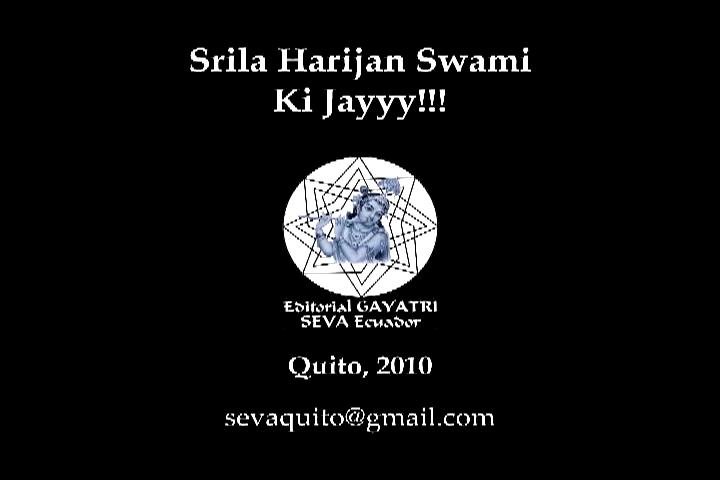 Srila Harijan Swami
Ki Jayyy!!!
Editorial GAYATRI
SEVA Ecuador
Quito, 2010
sevaquito@gmail.com